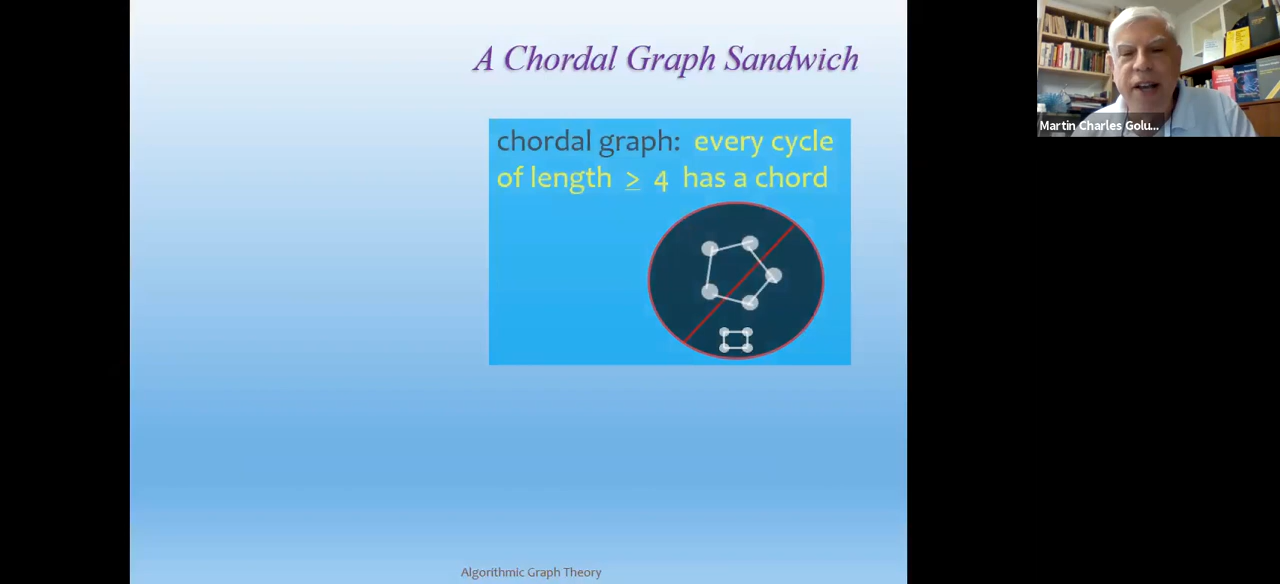 A Chordal Graph Sandwich
chordal graph: every cycle
of length ≥ 4 has a chord
Algorithmic Graph Theory
Martin Charles Golu...